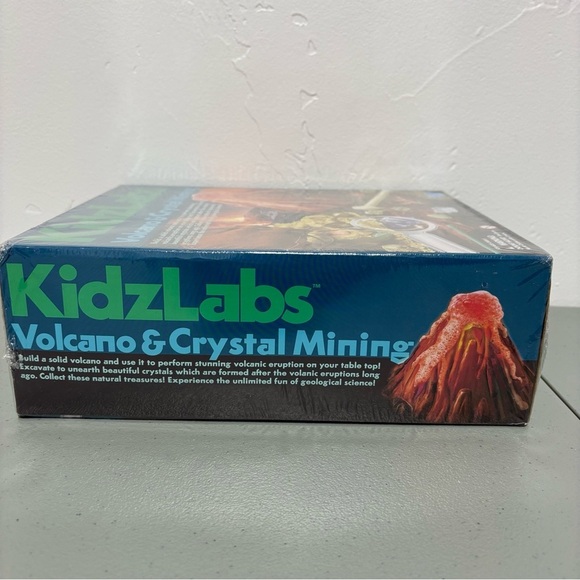 KidzLabs™
Volcano & Crystal Mining
Build a solid volcano and use it to perform stunning volcanic eruption on your table top!
Excavate to unearth beautiful crystals which are formed after the volanic eruptions long
ago. Collect these natural treasures! Experience the unlimited fun of geological science!